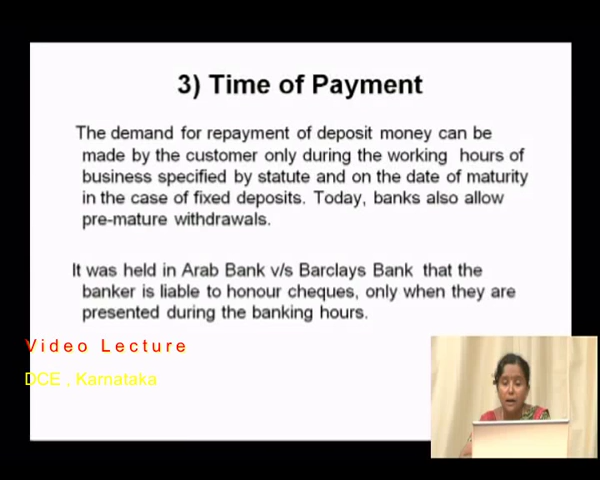 3) Time of Payment
The demand for repayment of deposit money can be
made by the customer only during the working hours of
business specified by statute and on the date of maturity
in the case of fixed deposits. Today, banks also allow
pre-mature withdrawals.
It was held in Arab Bank v/s Barclays Bank that the
banker is liable to honour cheques, only when they are
presented during the banking hours.
Video Lecture
DCE , Karnataka